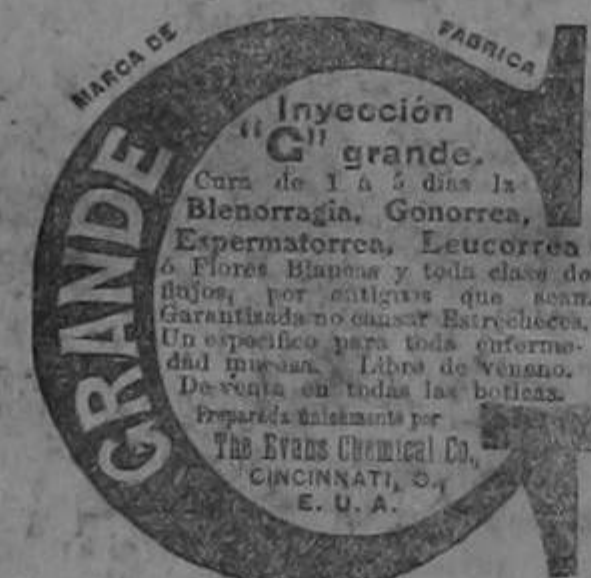 MARCA DE FABRICA
GRANDE
Inyección
"G" grande.
Cura de 1 á 5 dias la
Blenorragia, Gonorrea,
Espermatorrea, Leucorrea
ó Flores Blancas y toda clase de
flujos, por antiguos que sean.
Garantizada no causar Estrecheces.
Un especifico para toda enferme-
dad mucosa. Libre de veneno.
De venta en todas las boticas.
Preparada únicamente por
The Evans Chemical Co.,
CINCINNATI, O.,
E. U. A.